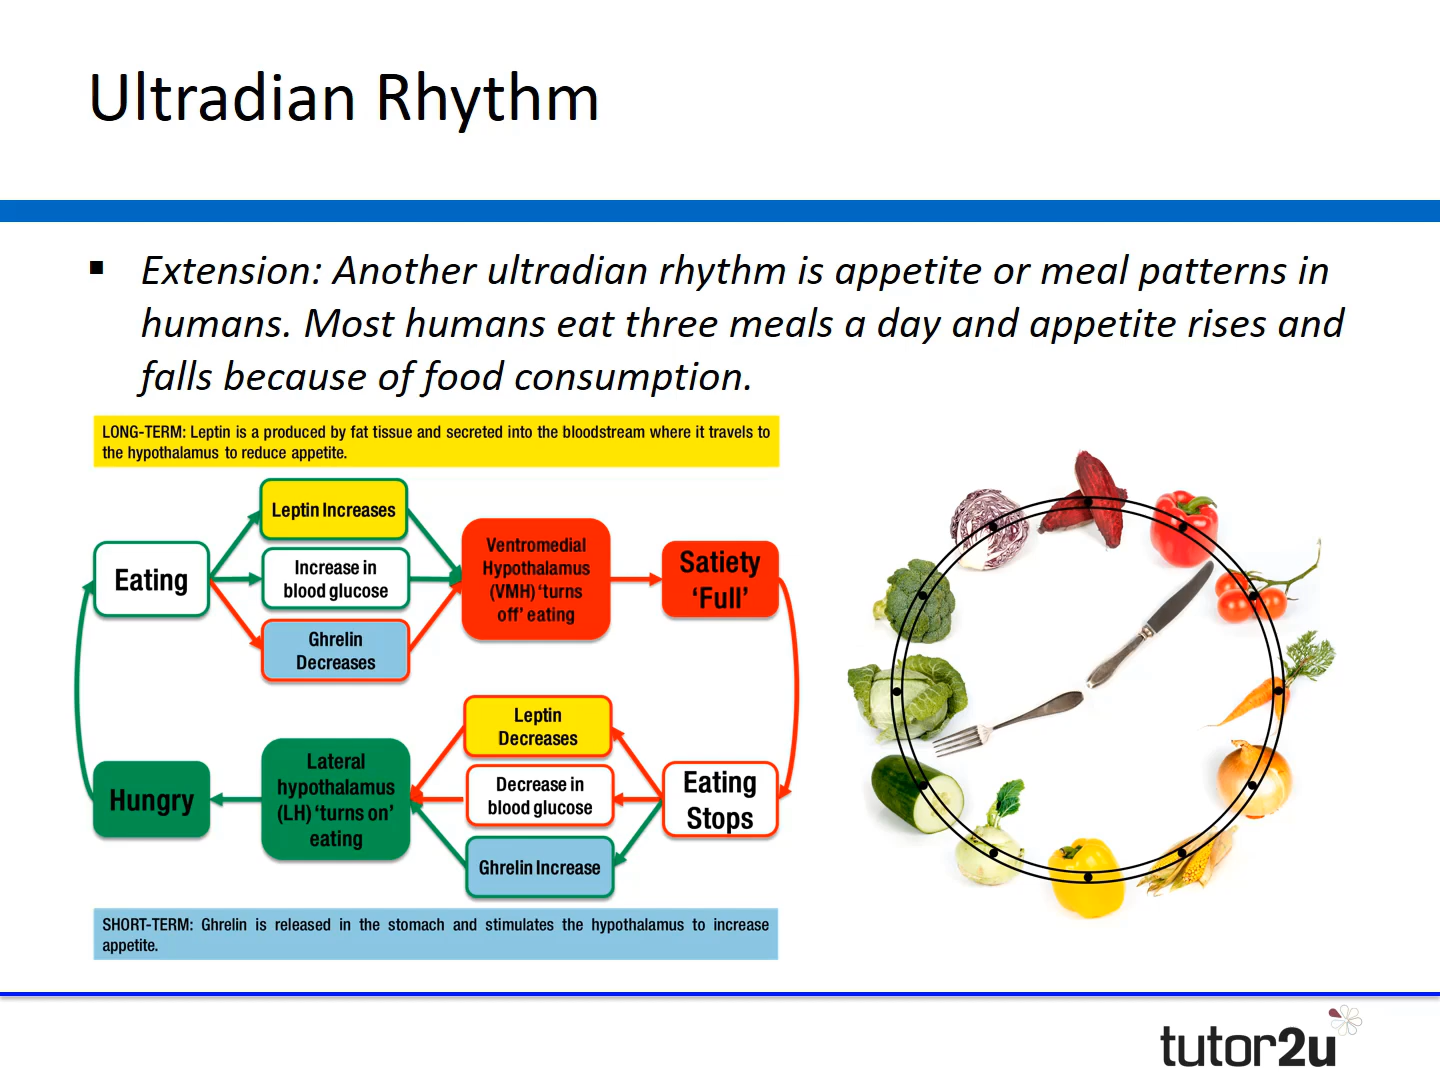 Ultradian Rhythm
▪ Extension: Another ultradian rhythm is appetite or meal patterns in
humans. Most humans eat three meals a day and appetite rises and
falls because of food consumption.
LONG-TERM: Leptin is a produced by fat tissue and secreted into the bloodstream where it travels to
the hypothalamus to reduce appetite.
Eating
Leptin Increases
Increase in
blood glucose
Ghrelin
Decreases
Ventromedial
Hypothalamus
(VMH) ‘turns
off’ eating
Satiety
‘Full’
Hungry
Lateral
hypothalamus
(LH) ‘turns on’
eating
Leptin
Decreases
Decrease in
blood glucose
Ghrelin Increase
Eating
Stops
SHORT-TERM: Ghrelin is released in the stomach and stimulates the hypothalamus to increase
appetite.
tutor2u